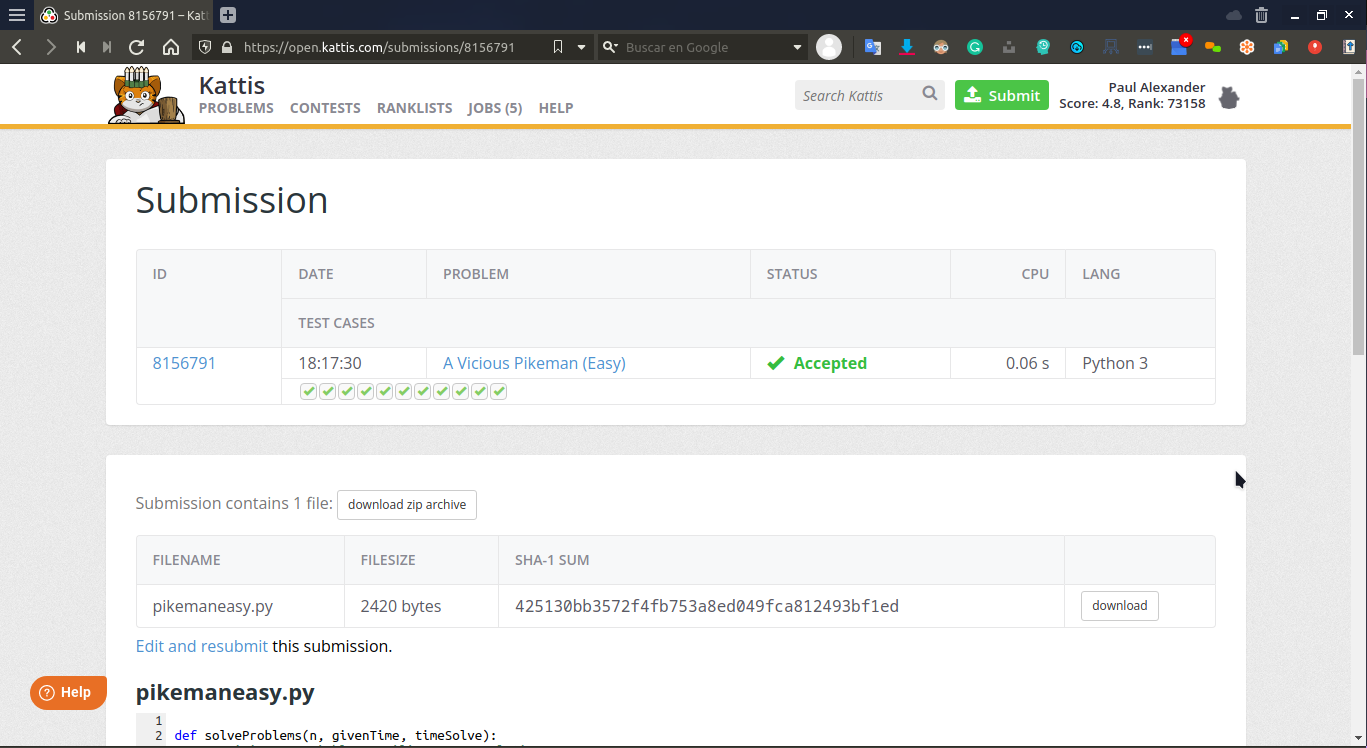 Submission 8156791 – Katt
https://open.kattis.com/submissions/8156791
Buscar en Google
Kattis
PROBLEMS CONTESTS RANKLISTS JOBS (5) HELP
Search Kattis
Submit
Paul Alexander
Score: 4.8, Rank: 73158
Submission
ID DATE PROBLEM STATUS CPU LANG
TEST CASES
8156791 18:17:30 A Vicious Pikeman (Easy) Accepted 0.06 s Python 3
Submission contains 1 file: download zip archive
FILENAME FILESIZE SHA-1 SUM
pikemaneasy.py 2420 bytes 425130bb3572f4fb753a8ed049fca812493bf1ed download
Edit and resubmit this submission.
Help
pikemaneasy.py
1
2 def solveProblems(n, givenTime, timeSolve):